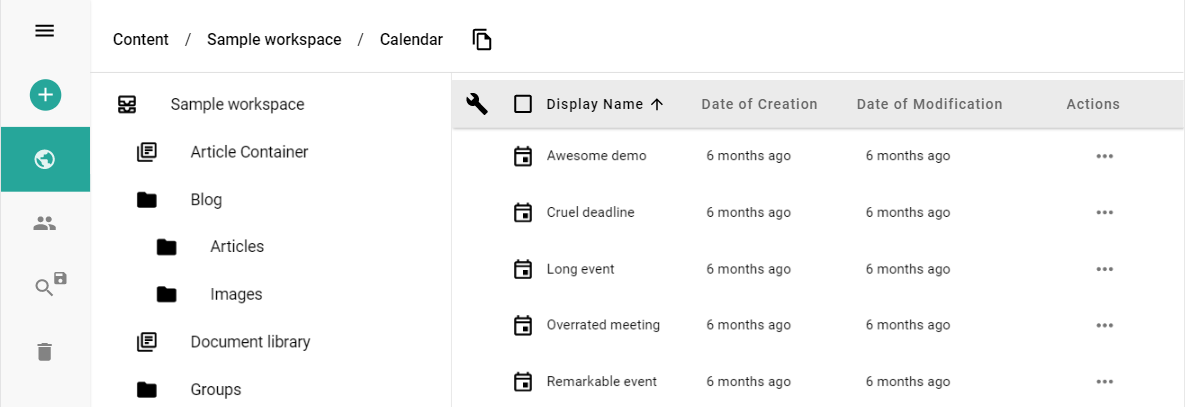 Content / Sample workspace / Calendar
Sample workspace
Article Container
Blog
Articles
Images
Document library
Groups
Display Name Date of Creation Date of Modification Actions
Awesome demo 6 months ago 6 months ago
Cruel deadline 6 months ago 6 months ago
Long event 6 months ago 6 months ago
Overrated meeting 6 months ago 6 months ago
Remarkable event 6 months ago 6 months ago